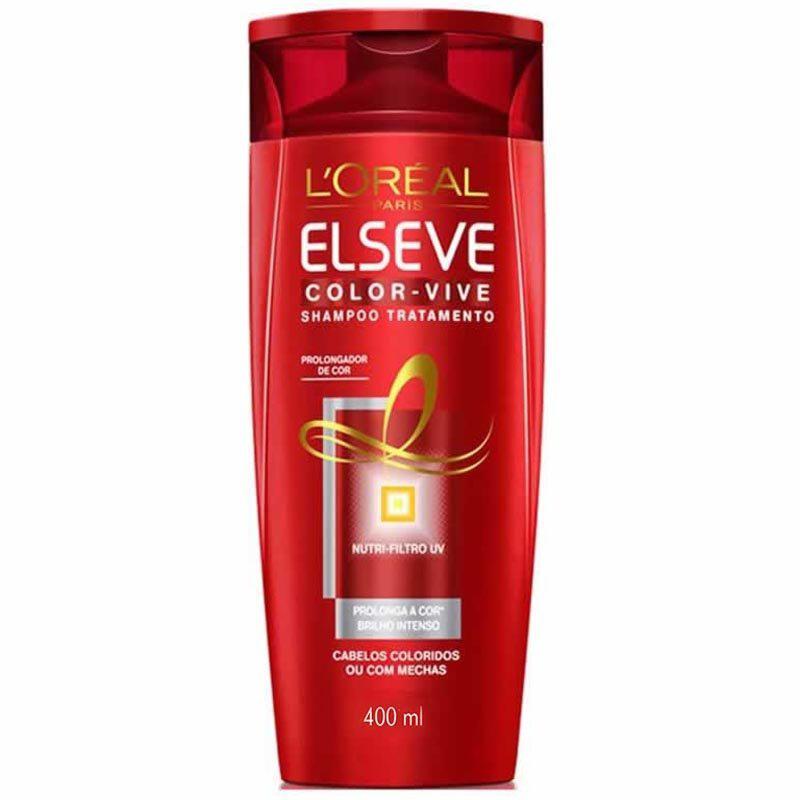 L'ORÉAL
PARIS
ELSEVE
COLOR-VIVE
SHAMPOO TRATAMENTO
PROLONGADOR
DE COR
NUTRI-FILTRO UV
PROLONGA A COR*
BRILHO INTENSO
CABELOS COLORIDOS
OU COM MECHAS
400 ml